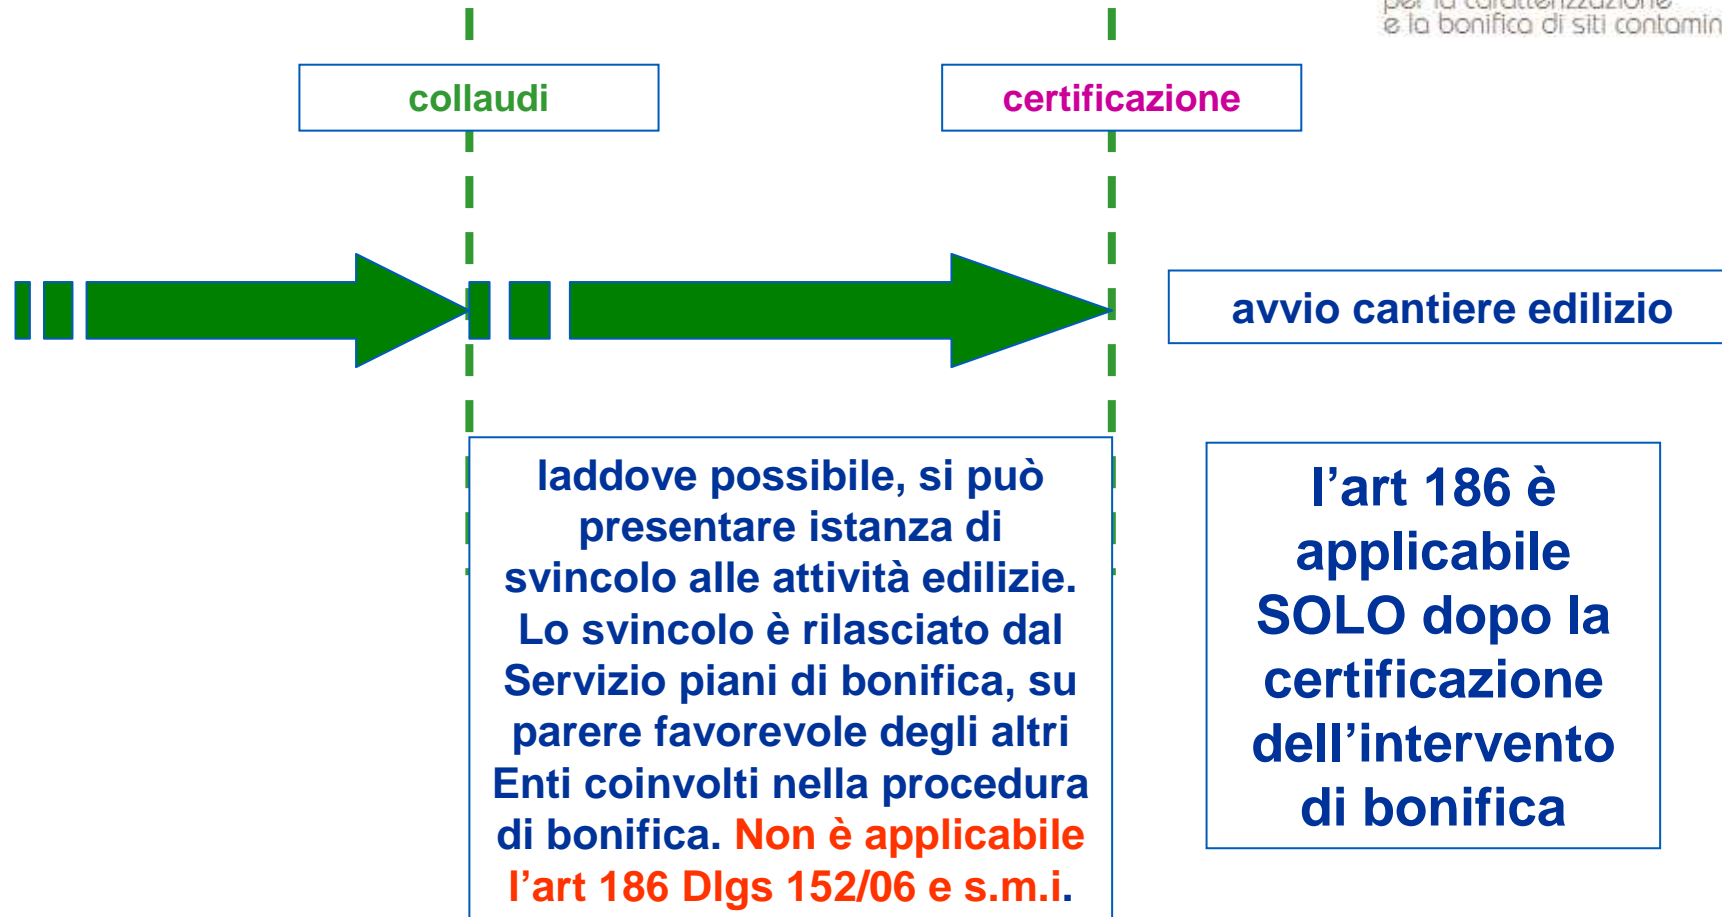 per la caratterizzazione
e la bonifica di siti
collaudi
certificazione
avvio cantiere edilizio
laddove possibile, si può
presentare istanza di
svincolo alle attività edilizie.
Lo svincolo è rilasciato dal
Servizio piani di bonifica, su
parere favorevole degli altri
Enti coinvolti nella procedura
di bonifica. Non è applicabile
l’art 186 Dlgs 152/06 e s.m.i.
l’art 186 è
applicabile
SOLO dopo la
certificazione
dell’intervento
di bonifica